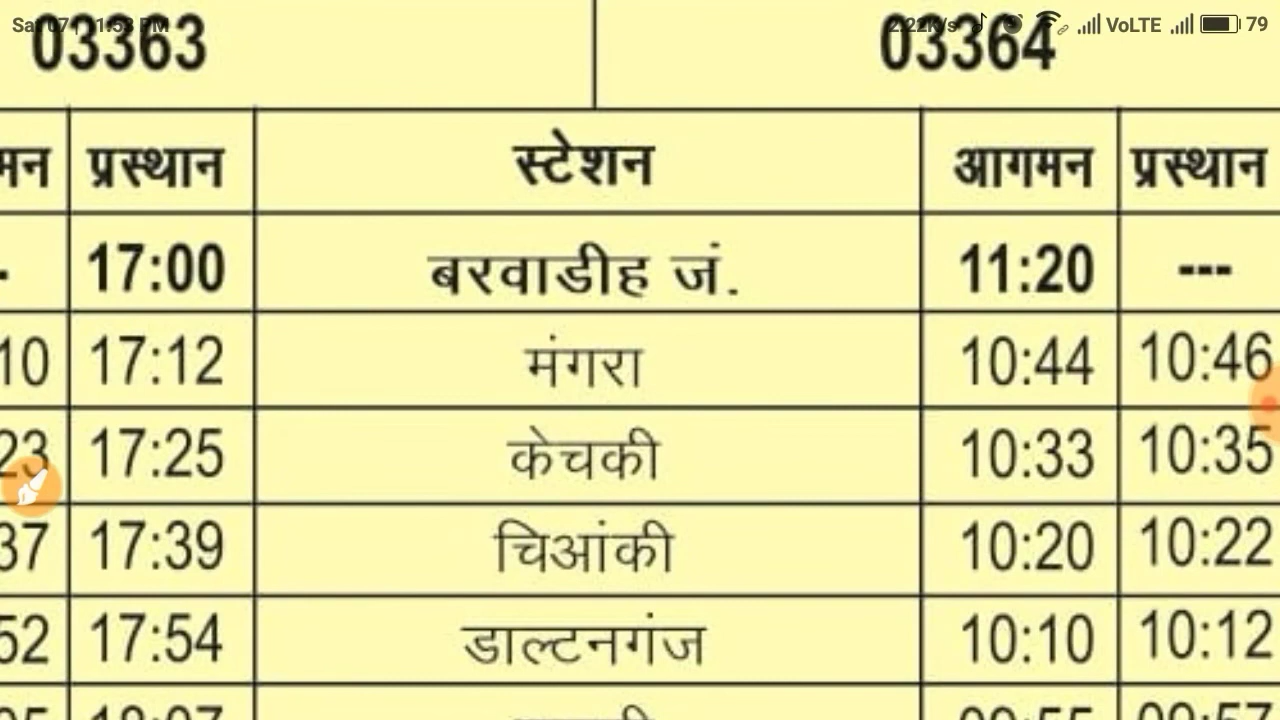 03363 03364
मन प्रस्थान स्टेशन आगमन प्रस्थान
17:00 बरवाडीह जं. 11:20 ---
10 17:12 मंगरा 10:44 10:46
23 17:25 केचकी 10:33 10:35
37 17:39 चिआंकी 10:20 10:22
52 17:54 डाल्टनगंज 10:10 10:12
VoLTE 79